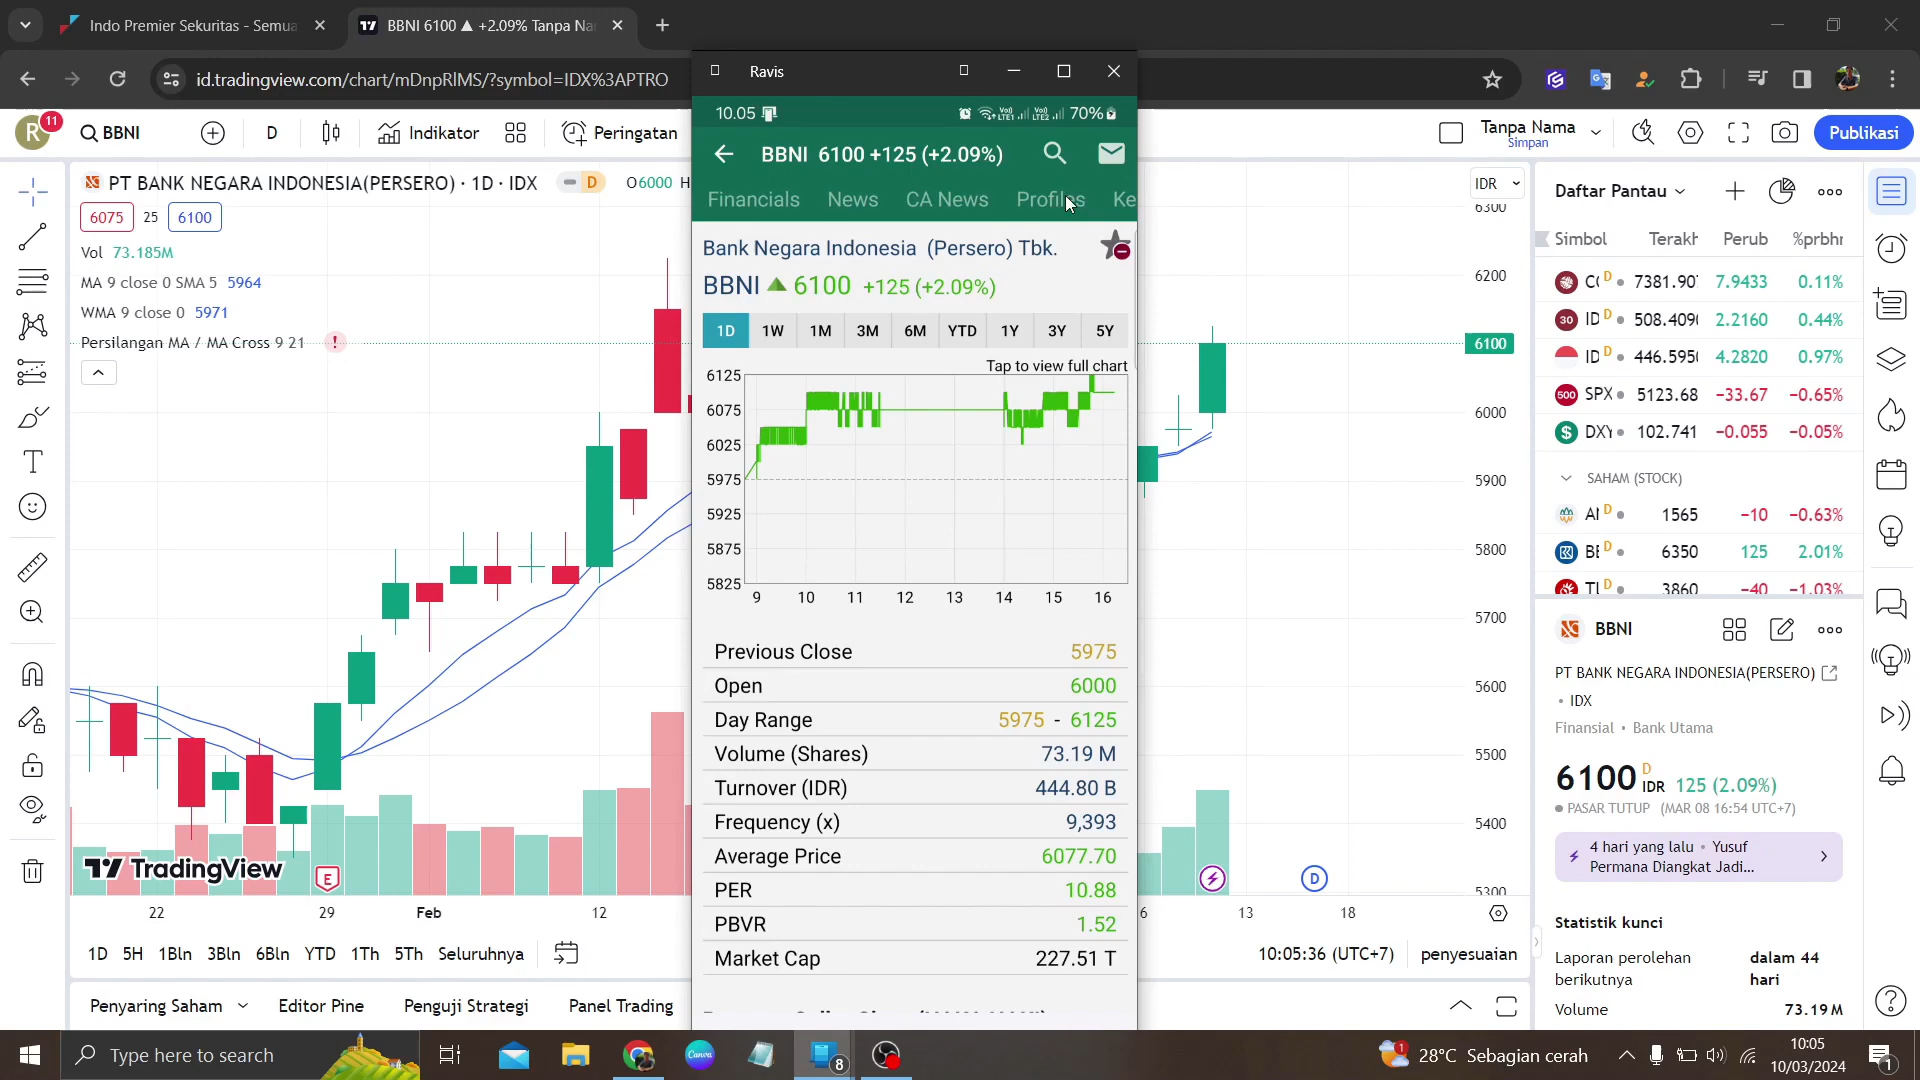 Indo Premier Sekuritas - Semua
BBNI 6100 ▲ +2.09% Tanpa Na
id.tradingview.com/chart/mDnpRlMS/?symbol=IDX%3APTRO
R
11
BBNI
D
Indikator
Peringatan
Tanpa Nama
Simpan
Publikasi
PT BANK NEGARA INDONESIA(PERSERO) · 1D · IDX
D
O6000 H
6075
25
6100
Vol 73.185M
MA 9 close 0 SMA 5 5964
WMA 9 close 0 5971
Persilangan MA / MA Cross 9 21
!
TradingView
E
22
29
Feb
12
1D
5H
1Bln
3Bln
6Bln
YTD
1Th
5Th
Seluruhnya
Penyaring Saham
Editor Pine
Penguji Strategi
Panel Trading
Ravis
10.05
70%
BBNI 6100 +125 (+2.09%)
Financials
News
CA News
Profiles
Ke
Bank Negara Indonesia (Persero) Tbk.
BBNI 6100 +125 (+2.09%)
1D
1W
1M
3M
6M
YTD
1Y
3Y
5Y
Tap to view full chart
6125
6075
6025
5975
5925
5875
5825
9 10 11 12 13 14 15 16
Previous Close 5975
Open 6000
Day Range 5975 - 6125
Volume (Shares) 73.19 M
Turnover (IDR) 444.80 B
Frequency (x) 9,393
Average Price 6077.70
PER 10.88
PBVR 1.52
Market Cap 227.51 T
IDR
6300
6200
6100
6000
5900
5800
5700
5600
5500
5400
5300
D
6
13
18
10:05:36 (UTC+7)
penyesuaian
Daftar Pantau
Simbol Terakh Perub %prbhr
D 7381.90 7.9433 0.11%
30 ID D 508.409 2.2160 0.44%
ID D 446.595 4.2820 0.97%
500 SPX 5123.68 −33.67 −0.65%
$ DXY 102.741 −0.055 −0.05%
SAHAM (STOCK)
D 1565 −10 −0.63%
D 6350 125 2.01%
D 3860 −40 −1.03%
BBNI
PT BANK NEGARA INDONESIA(PERSERO)
• IDX
Finansial • Bank Utama
6100 D IDR 125 (2.09%)
PASAR TUTUP (MAR 08 16:54 UTC+7)
4 hari yang lalu • Yusuf
Permana Diangkat Jadi...
Statistik kunci
Laporan perolehan berikutnya dalam 44 hari
Volume 73.19 M
Type here to search
Canva
8
1
28°C Sebagian cerah
10:05
10/03/2024
1